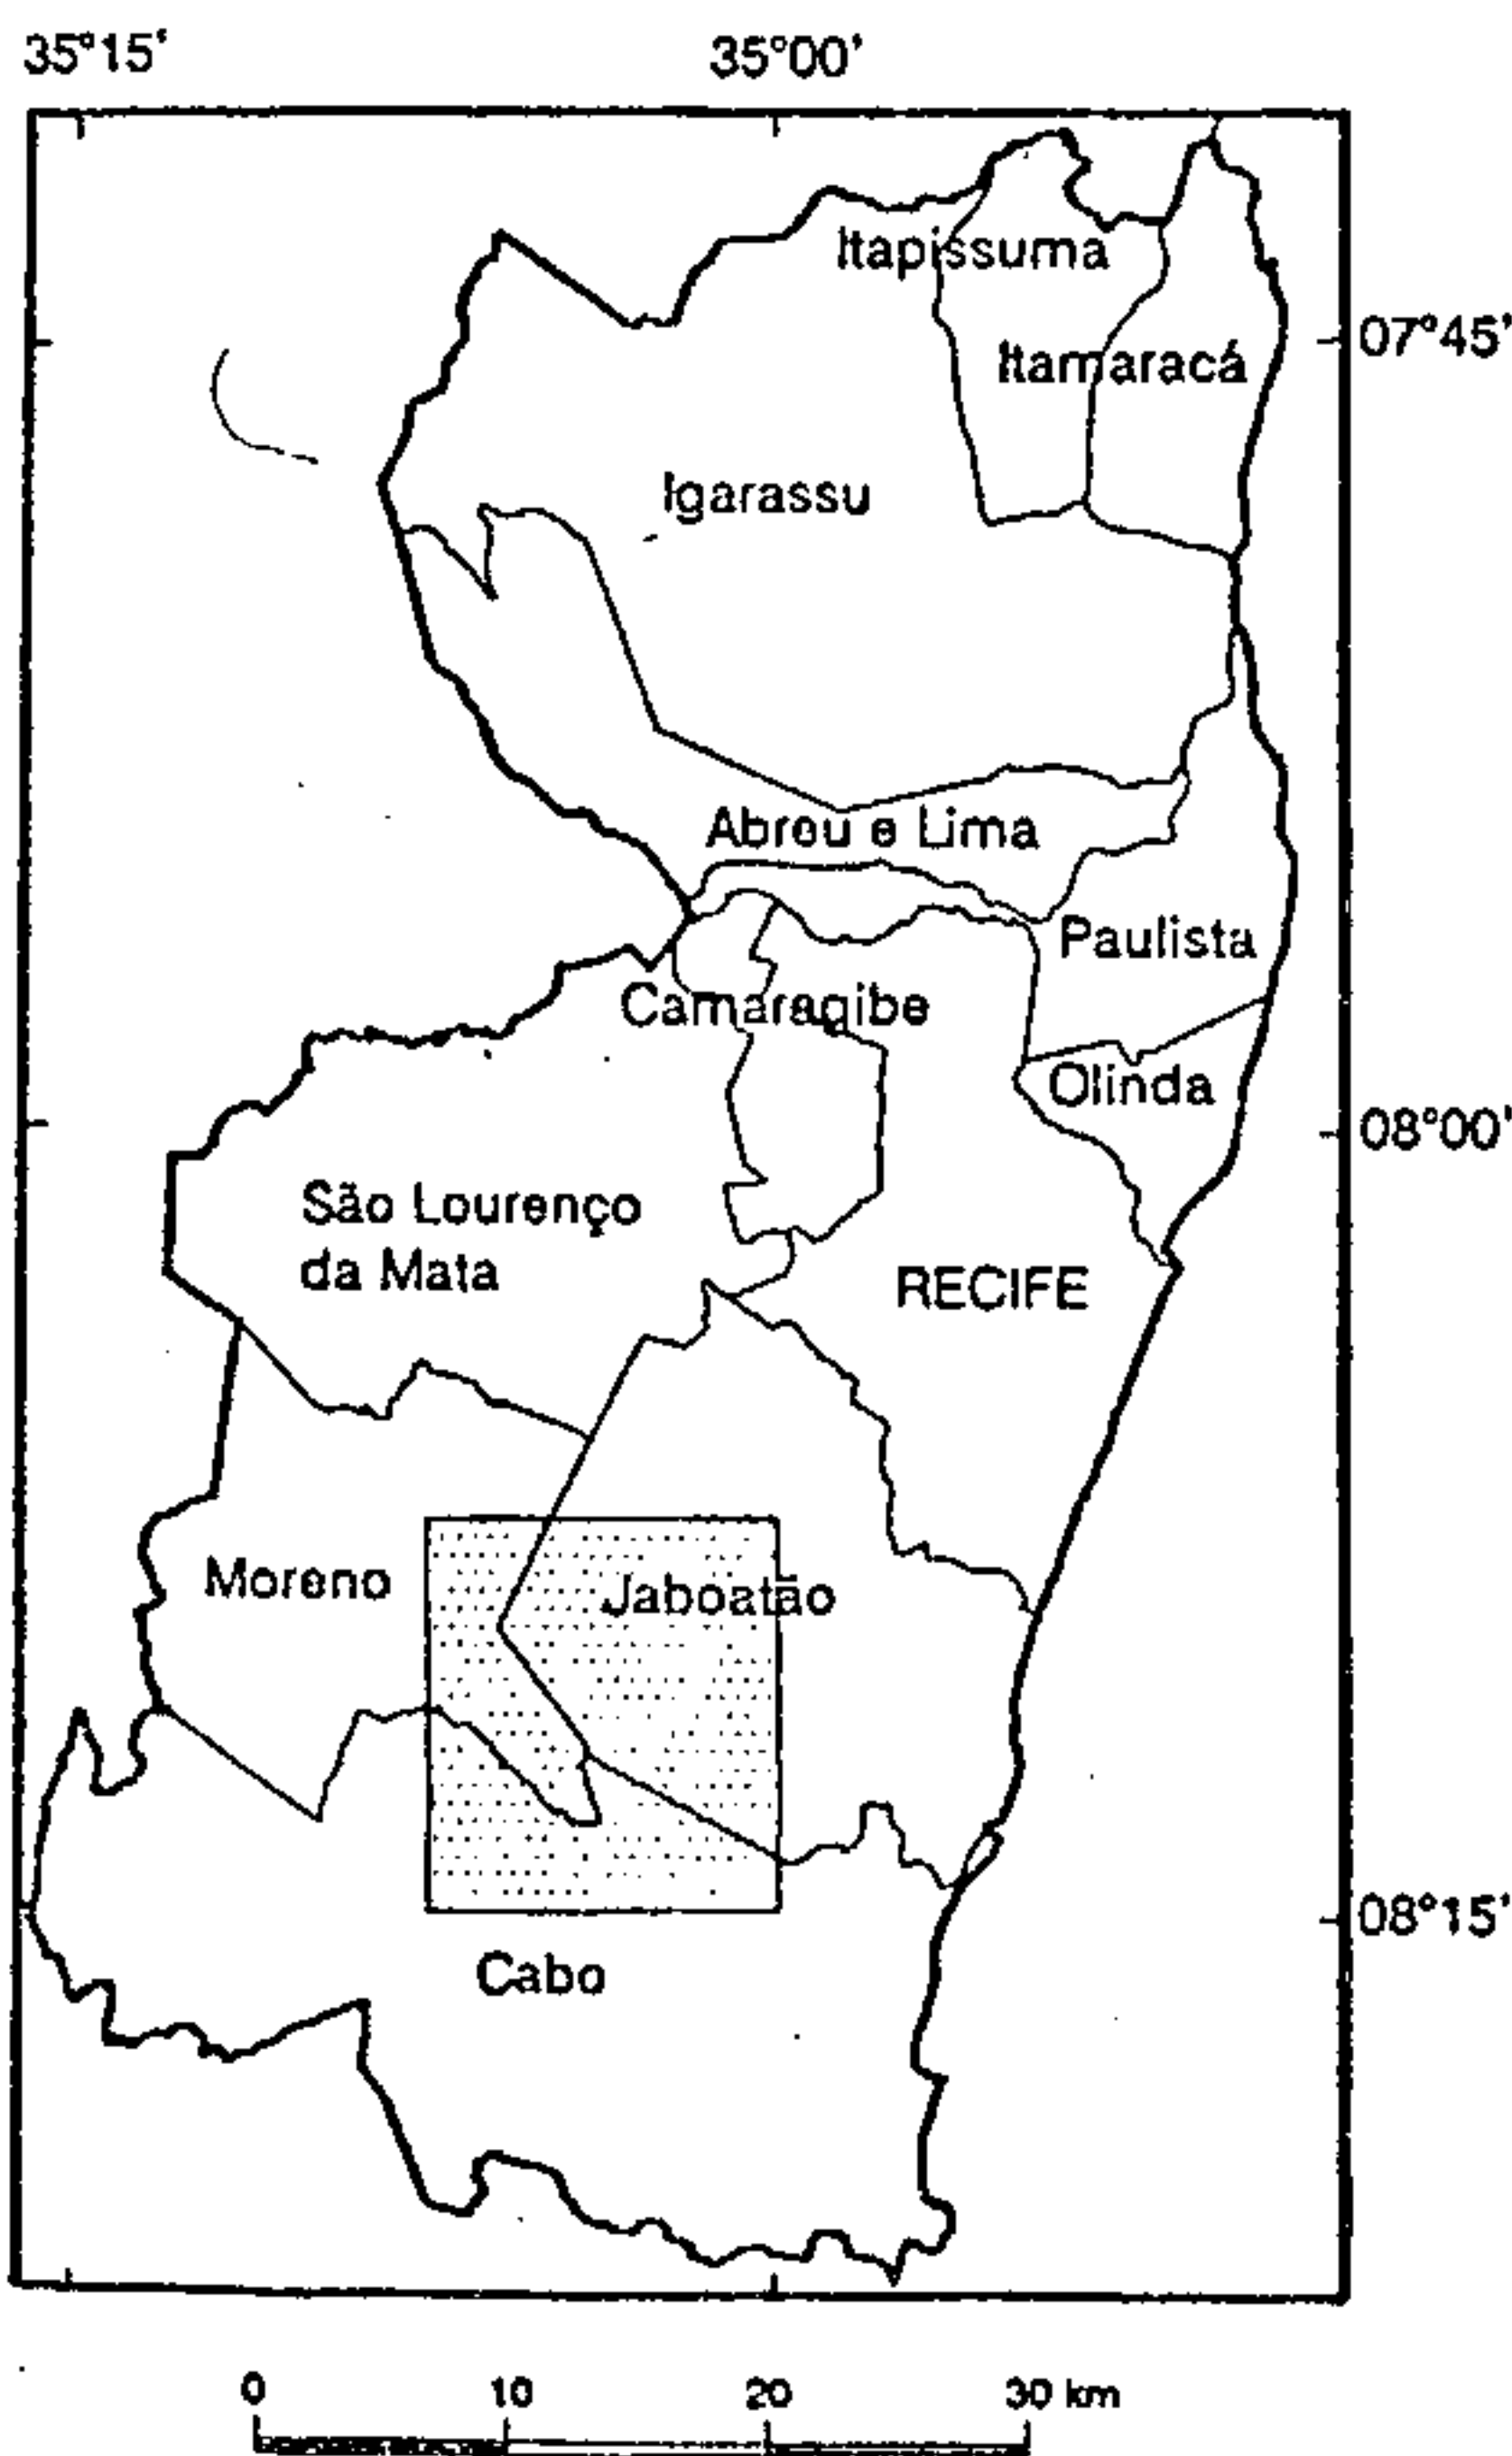 35°15'
35°00'
Itapissuma
07°45'
Itamaracá
Igarassu
Abreu e Lima
Paulista
Camaragibe
Olinda
08°00'
São Lourenço
da Mata
RECIFE
Moreno
Jaboatão
08°15'
Cabo
0 10 20 30 km